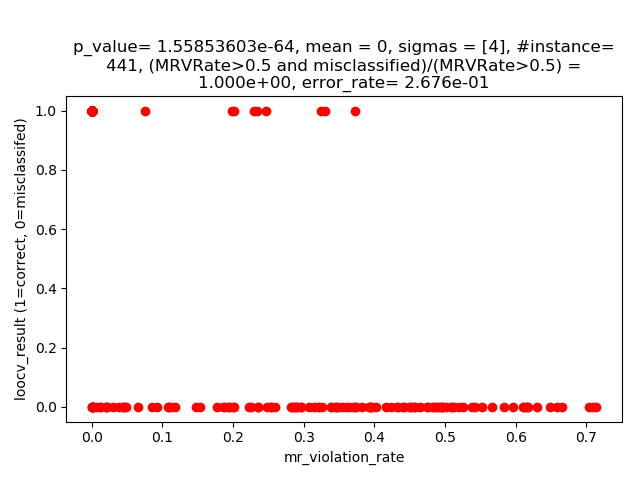 p_value= 1.55853603e-64, mean = 0, sigmas = [4], #instance=
441, (MRVRate>0.5 and misclassified)/(MRVRate>0.5) =
1.000e+00, error_rate= 2.676e-01
loocv_result (1=correct, 0=misclassifed)
1.0
0.8
0.6
0.4
0.2
0.0
0.0 0.1 0.2 0.3 0.4 0.5 0.6 0.7
mr_violation_rate